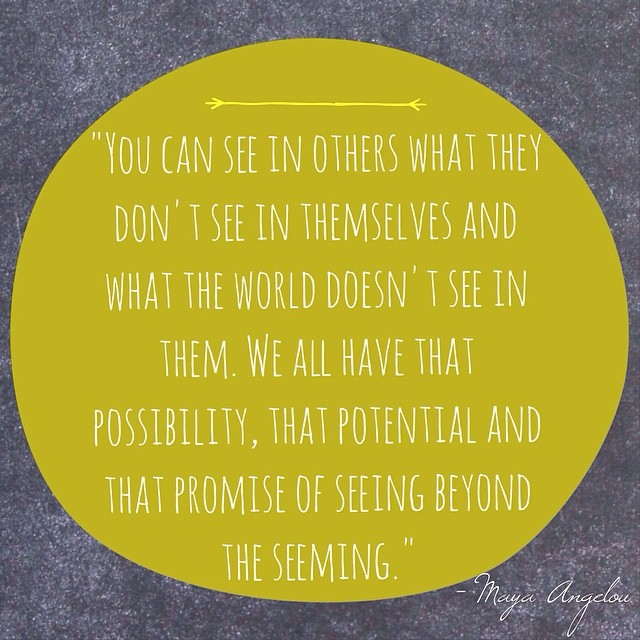 "You can see in others what they
don't see in themselves and
what the world doesn't see in
them. We all have that
possibility, that potential and
that promise of seeing beyond
the seeming."
- Maya Angelou